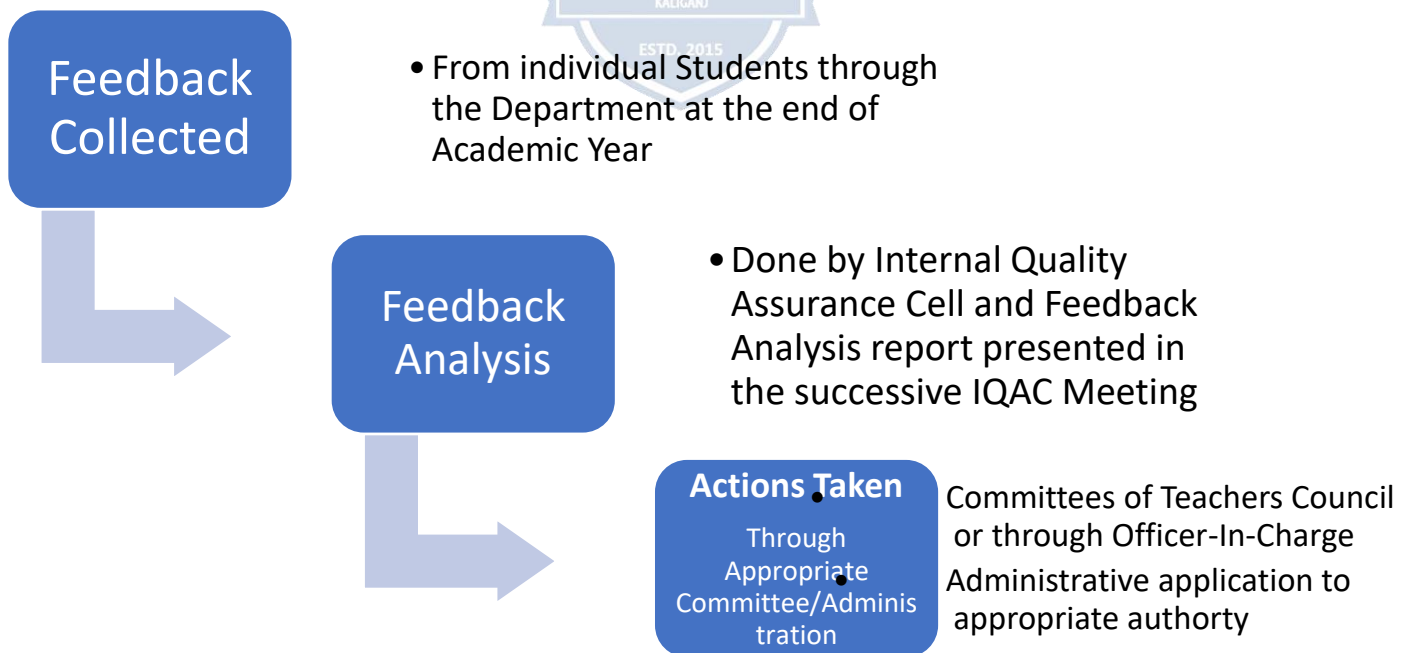 KALIGANJ
ESTD. 2015
Feedback
Collected
• From individual Students through
the Department at the end of
Academic Year
Feedback
Analysis
• Done by Internal Quality
Assurance Cell and Feedback
Analysis report presented in
the successive IQAC Meeting
Actions Taken
Through
Appropriate
Committee/Adminis
tration
• Committees of Teachers Council
or through Officer-In-Charge
• Administrative application to
appropriate authorty